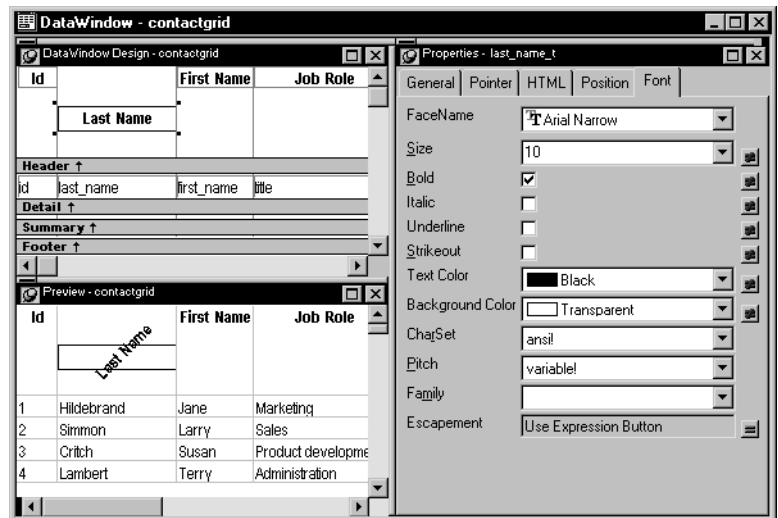 DataWindow - contactgrid
DataWindow Design - contactgrid
Id First Name Job Role
Last Name
Header ↑
id last_name first_name title
Detail ↑
Summary ↑
Footer ↑
Preview - contactgrid
Id First Name Job Role
Last Name
1 Hildebrand Jane Marketing
2 Simmon Larry Sales
3 Critch Susan Product developme
4 Lambert Terry Administration
Properties - last_name_t
General Pointer HTML Position Font
FaceName Arial Narrow
Size 10
Bold
Italic
Underline
Strikeout
Text Color Black
Background Color Transparent
CharSet ansi!
Pitch variable!
Family
Escapement Use Expression Button